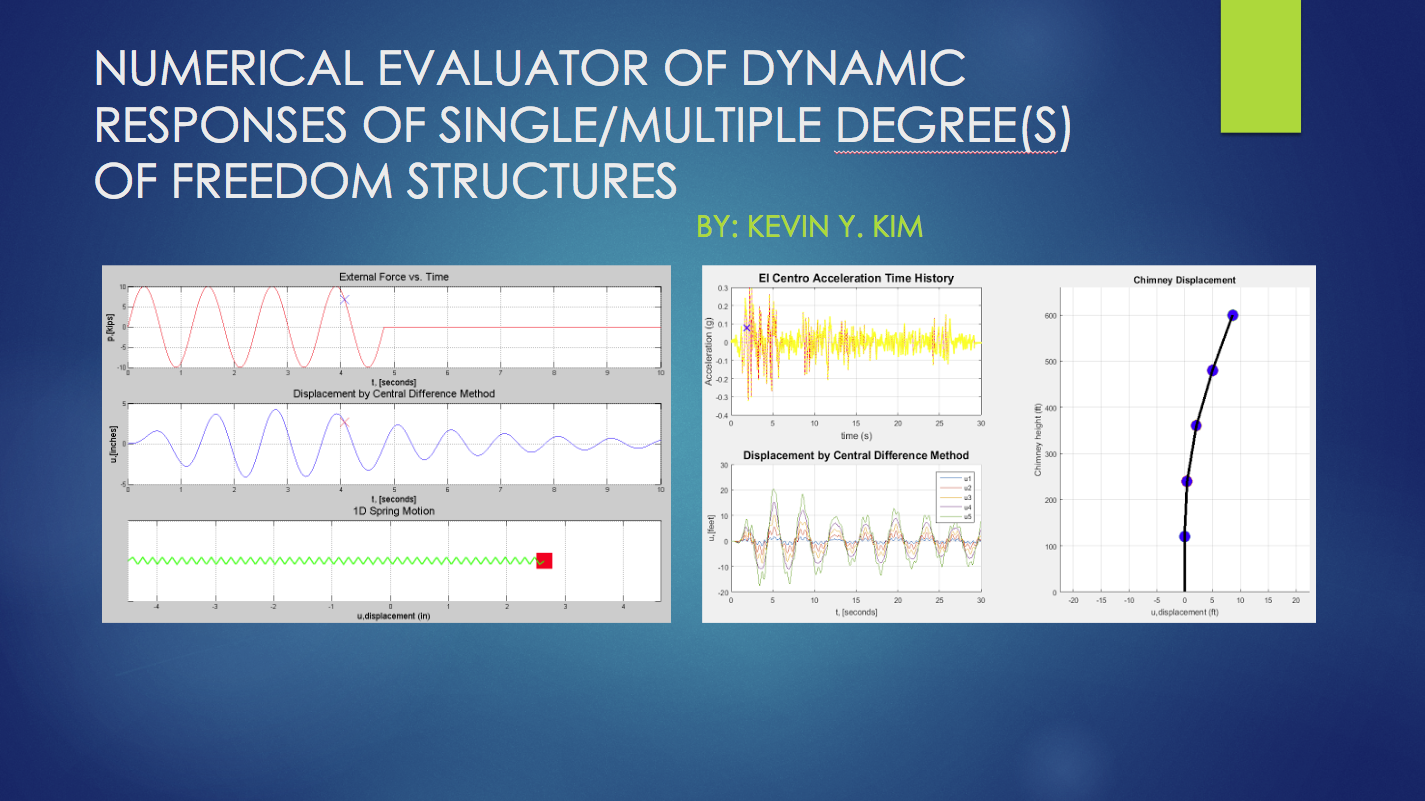 NUMERICAL EVALUATOR OF DYNAMIC
RESPONSES OF SINGLE/MULTIPLE DEGREE(S)
OF FREEDOM STRUCTURES
BY: KEVIN Y. KIM
External Force vs. Time
10
5
0
-5
-10
P,[kips]
0 1 2 3 4 5 6 7 8 9 10
t, [seconds]
Displacement by Central Difference Method
5
0
-5
u,[inches]
0 1 2 3 4 5 6 7 8 9 10
t, [seconds]
1D Spring Motion
-4 -3 -2 -1 0 1 2 3 4
u,displacement (in)
El Centro Acceleration Time History
0.3
0.2
0.1
0
-0.1
-0.2
-0.3
-0.4
Acceleration (g)
0 5 10 15 20 25 30
time (s)
Displacement by Central Difference Method
30
20
10
0
-10
-20
u,[feet]
u1
u2
u3
u4
u5
0 5 10 15 20 25 30
t, [seconds]
Chimney Displacement
600
500
400
300
200
100
0
Chimney height (ft)
-20 -15 -10 -5 0 5 10 15 20
u,displacement (ft)